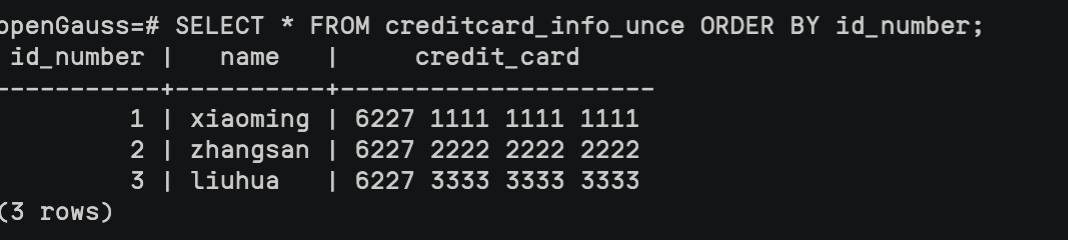 openGauss=# SELECT * FROM creditcard_info_unce ORDER BY id_number;
 id_number |   name   |     credit_card
-----------+----------+---------------------
         1 | xiaoming | 6227 1111 1111 1111
         2 | zhangsan | 6227 2222 2222 2222
         3 | liuhua   | 6227 3333 3333 3333
(3 rows)